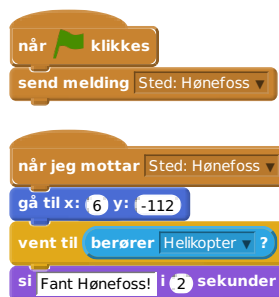 når klikkes
send melding Sted: Hønefoss
når jeg mottar Sted: Hønefoss
gå til x: 6 y: -112
vent til berører Helikopter ?
si Fant Hønefoss! i 2 sekunder